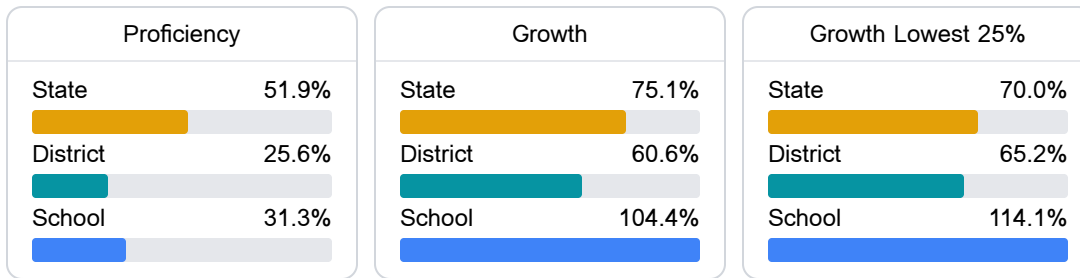 Proficiency
State 51.9%
District 25.6%
School 31.3%
Growth
State 75.1%
District 60.6%
School 104.4%
Growth Lowest 25%
State 70.0%
District 65.2%
School 114.1%